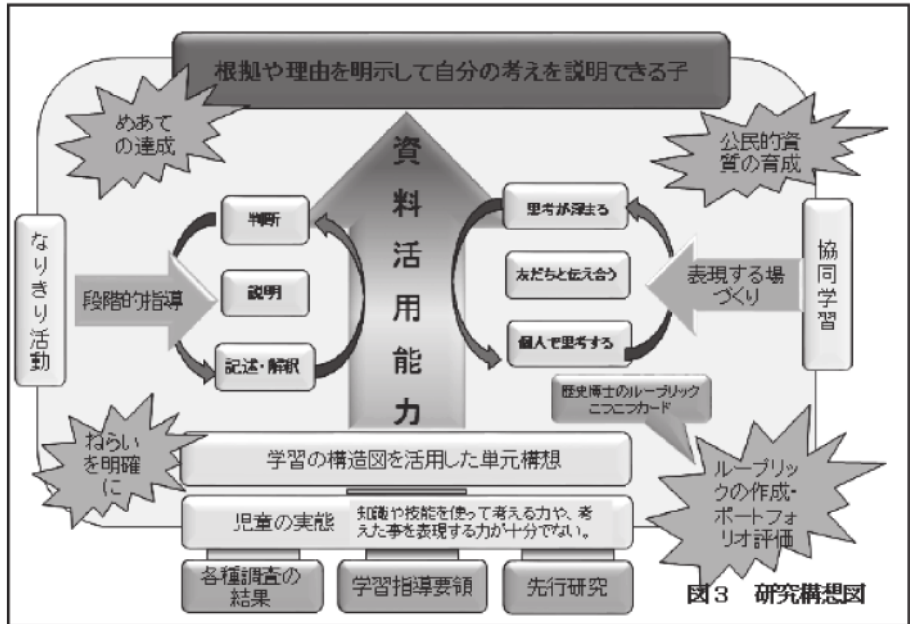 根拠や理由を明示して自分の考えを説明できる子
めあて
の達成
公民的資
質の育成
資料活用能力
なりきり活動
段階的指導
判断
説明
記述・解釈
思考が深まる
友だちと伝え合う
個人で思考する
表現する場
づくり
協同学習
歴史博士のルーブリック
こつこつカード
ねらい
を明確
に
学習の構造図を活用した単元構想
ルーブリッ
クの作成・
ポートフォ
リオ評価
児童の実態
知識や技能を使って考える力や、考
えた事を表現する力が十分でない。
各種調査の
結果
学習指導要領
先行研究
図3 研究構想図